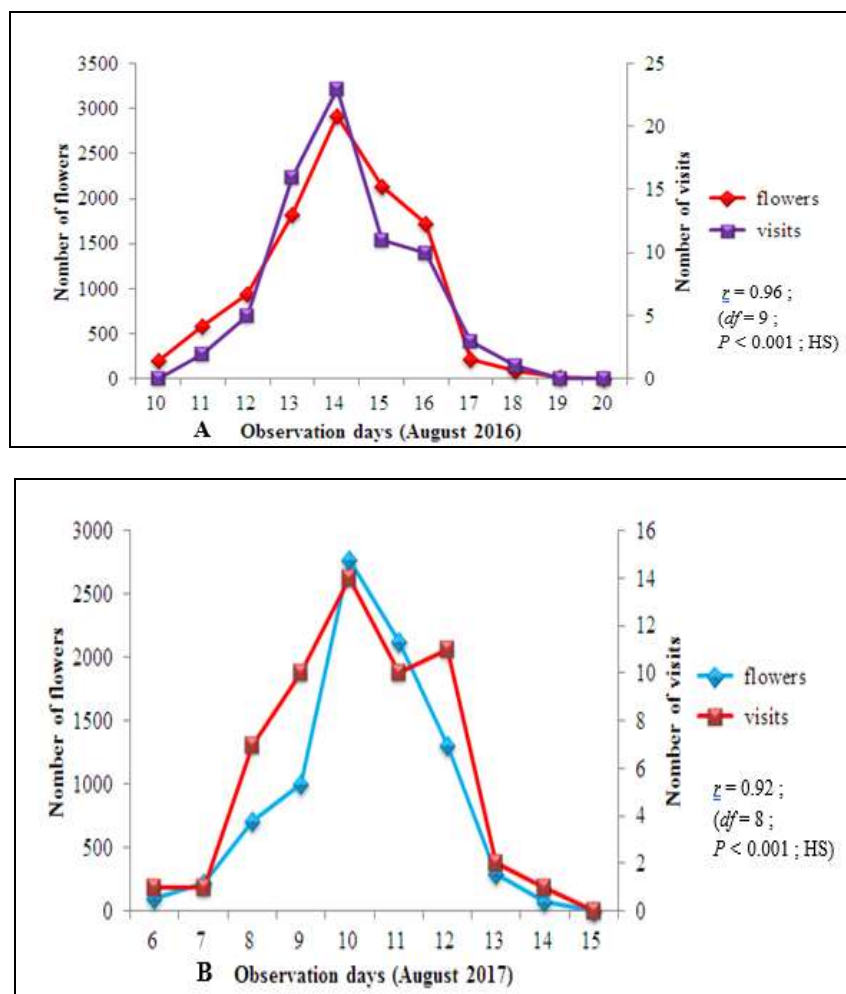 3500
3000
2500
2000
1500
1000
500
0
Nomber of flowers
25
20
15
10
5
0
Nomber of visits
flowers
visits
r = 0.96 ;
(df = 9 ;
P < 0.001 ; HS)
10 11 12 13 14 15 16 17 18 19 20
A Observation days (August 2016)
3000
2500
2000
1500
1000
500
0
Nomber of flowers
16
14
12
10
8
6
4
2
0
Nomber of visits
flowers
visits
r = 0.92 ;
(df = 8 ;
P < 0.001 ; HS)
6 7 8 9 10 11 12 13 14 15
B Observation days (August 2017)